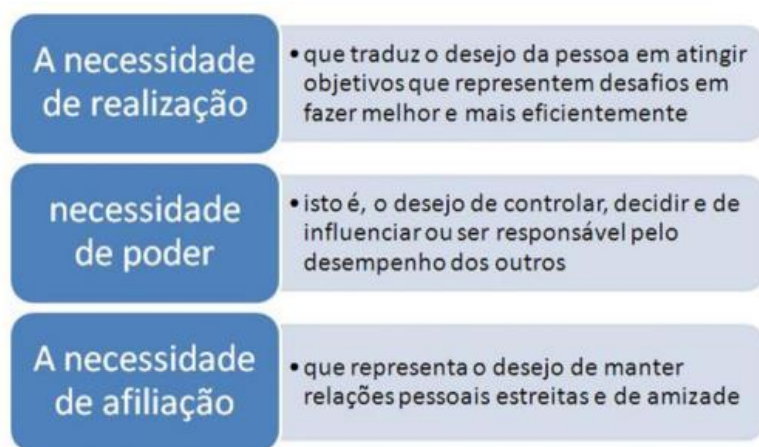 A necessidade
de realização
• que traduz o desejo da pessoa em atingir
objetivos que representem desafios em
fazer melhor e mais eficientemente
necessidade
de poder
• isto é, o desejo de controlar, decidir e de
influenciar ou ser responsável pelo
desempenho dos outros
A necessidade
de afiliação
• que representa o desejo de manter
relações pessoais estreitas e de amizade